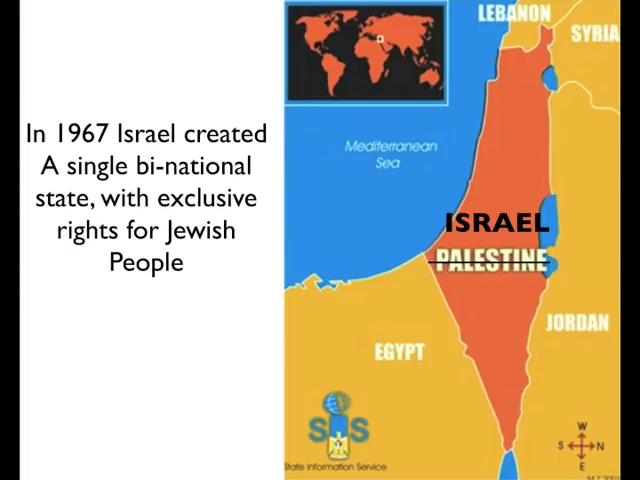 In 1967 Israel created
A single bi-national
state, with exclusive
rights for Jewish
People
LEBANON
SYRIA
Mediterranean
Sea
ISRAEL
PALESTINE
JORDAN
EGYPT
SIS
State Information Service
W
S N
E